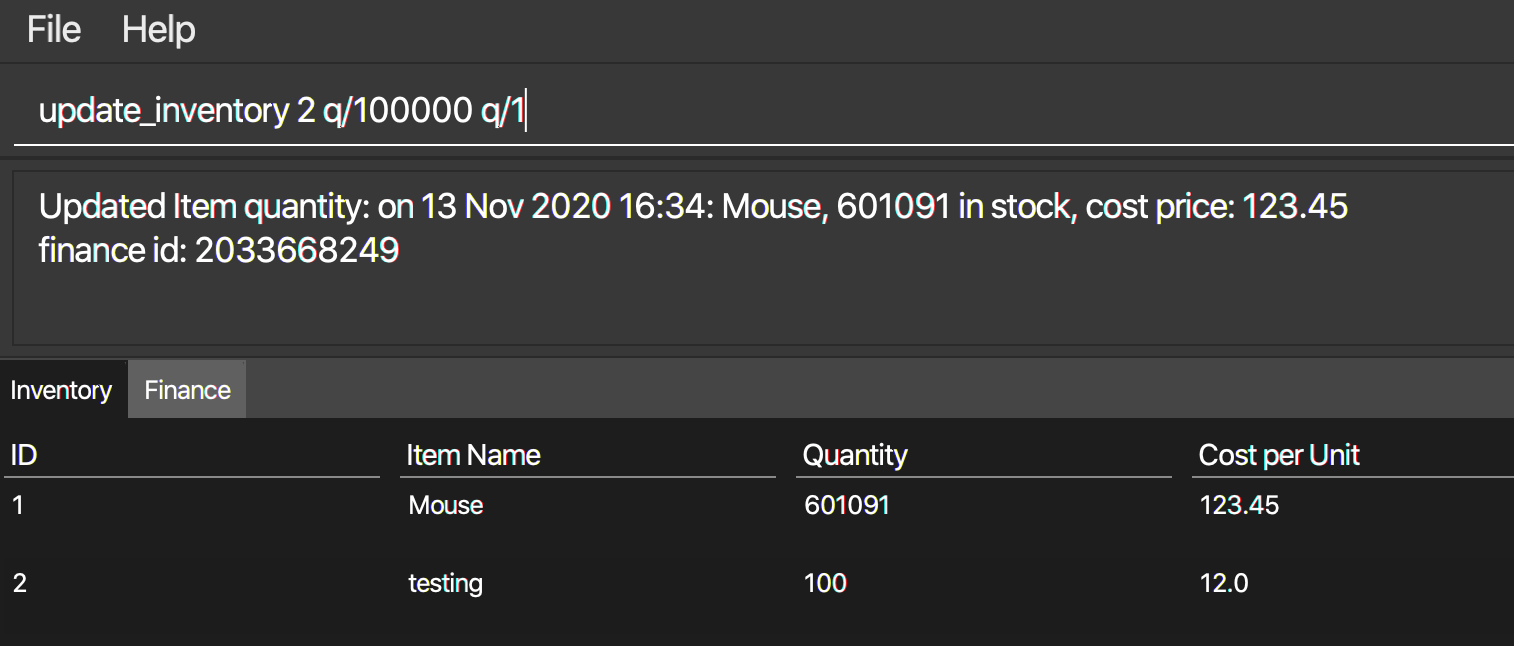 File Help
update_inventory 2 q/100000 q/1
Updated Item quantity: on 13 Nov 2020 16:34: Mouse, 601091 in stock, cost price: 123.45
finance id: 2033668249
Inventory Finance
ID Item Name Quantity Cost per Unit
1 Mouse 601091 123.45
2 testing 100 12.0